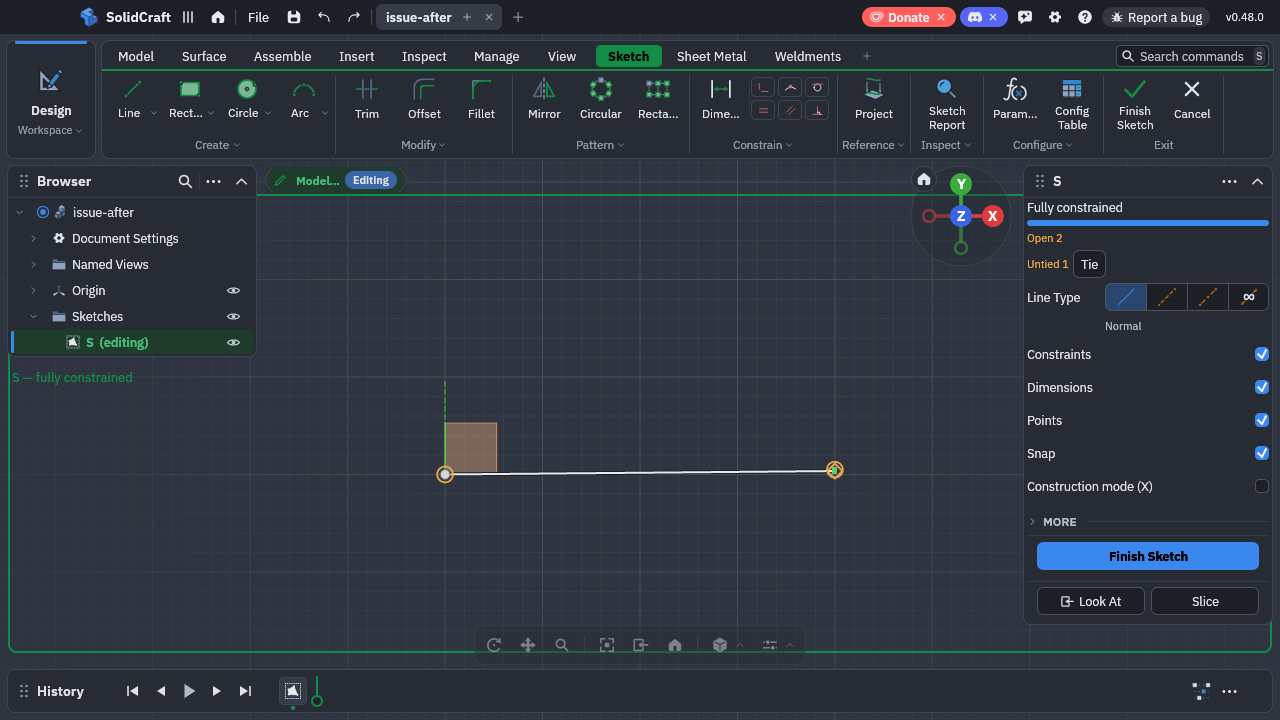 SolidCraft
File
issue-after
Donate
Report a bug
v0.48.0
Design
Workspace
Model
Surface
Assemble
Insert
Inspect
Manage
View
Sketch
Sheet Metal
Weldments
Search commands
S
Line
Rect...
Circle
Arc
Trim
Offset
Fillet
Mirror
Circular
Recta...
Dime...
Project
Sketch Report
Param...
Config Table
Finish Sketch
Cancel
Create
Modify
Pattern
Constrain
Reference
Inspect
Configure
Exit
Browser
issue-after
Document Settings
Named Views
Origin
Sketches
S (editing)
S — fully constrained
Model...
Editing
Y
Z
X
S
Fully constrained
Open 2
Untied 1
Tie
Line Type
Normal
Constraints
Dimensions
Points
Snap
Construction mode (X)
MORE
Finish Sketch
Look At
Slice
History